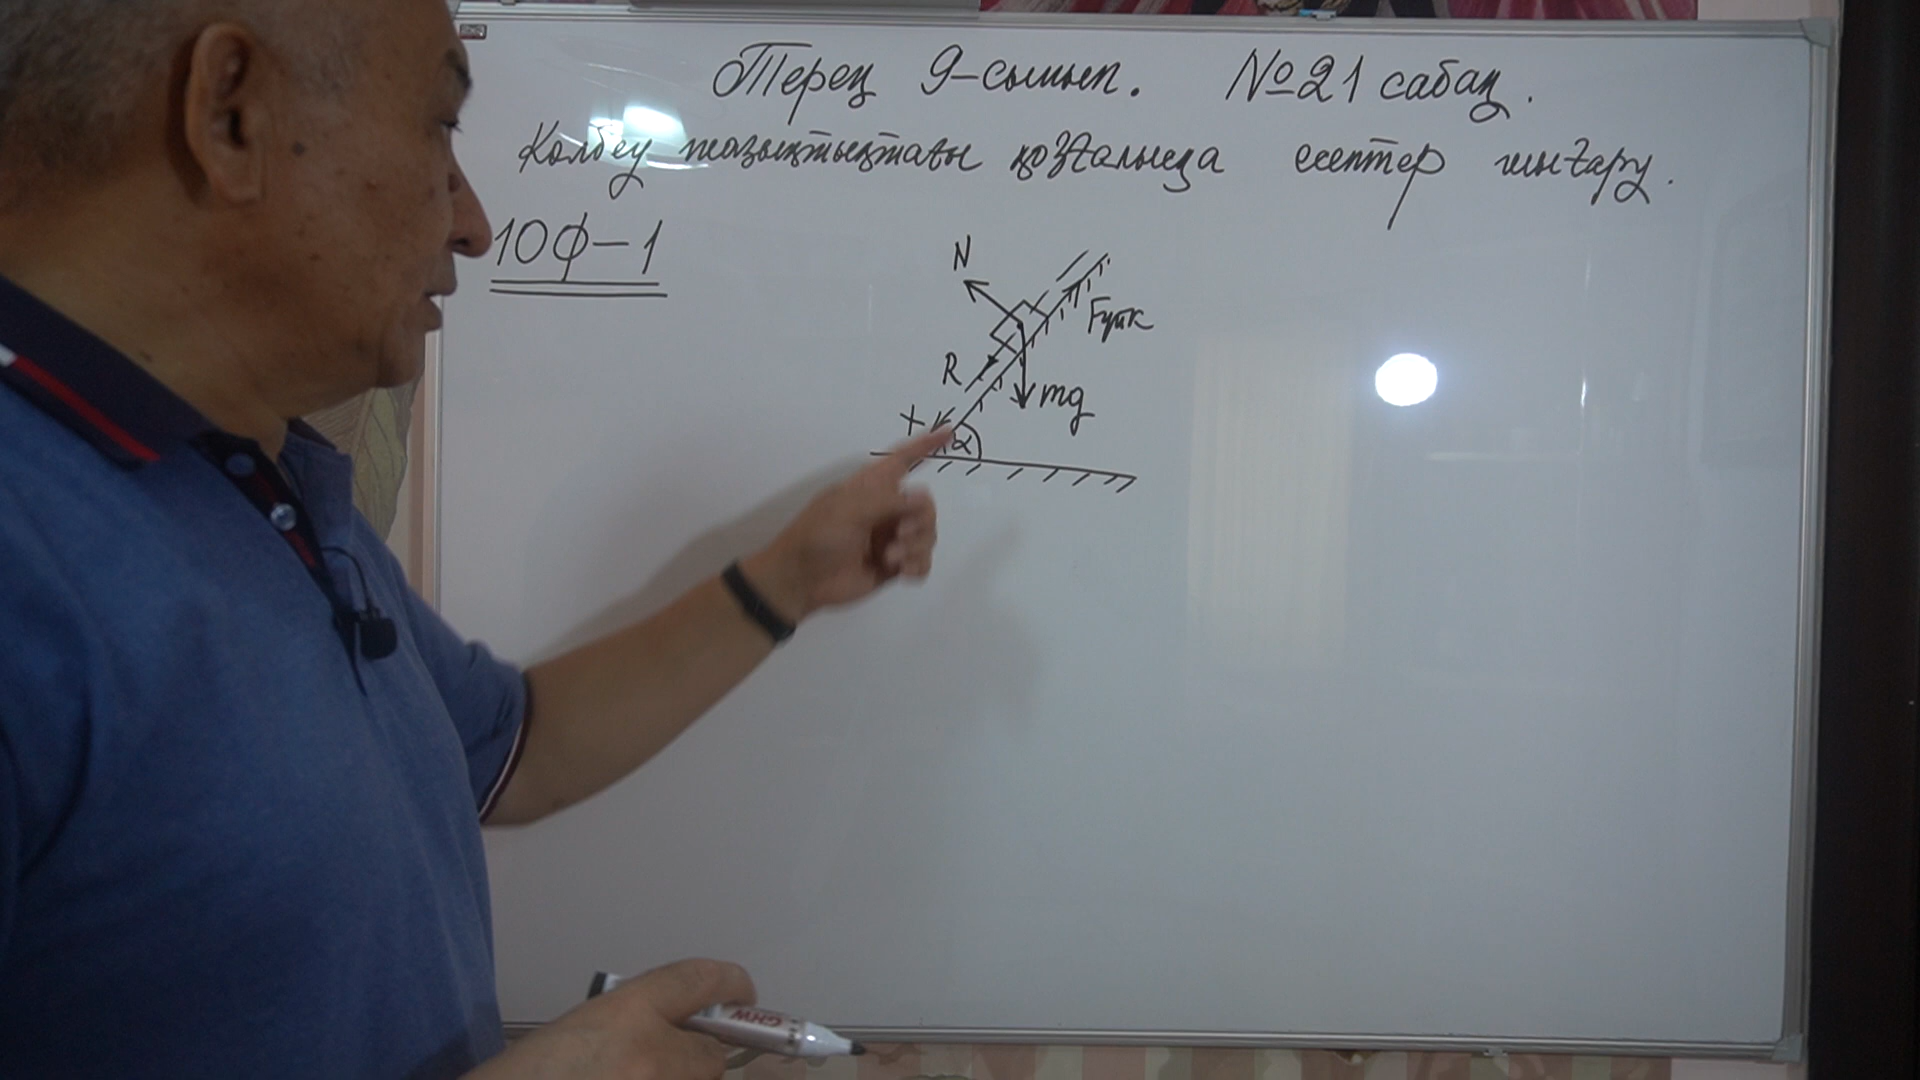 Терең 9-сынып. №21 сабақ.
Көлбеу жазықтықтағы қозғалысқа есептер шығару.
10ф-1
N
Fүйк
R
mg
x
α